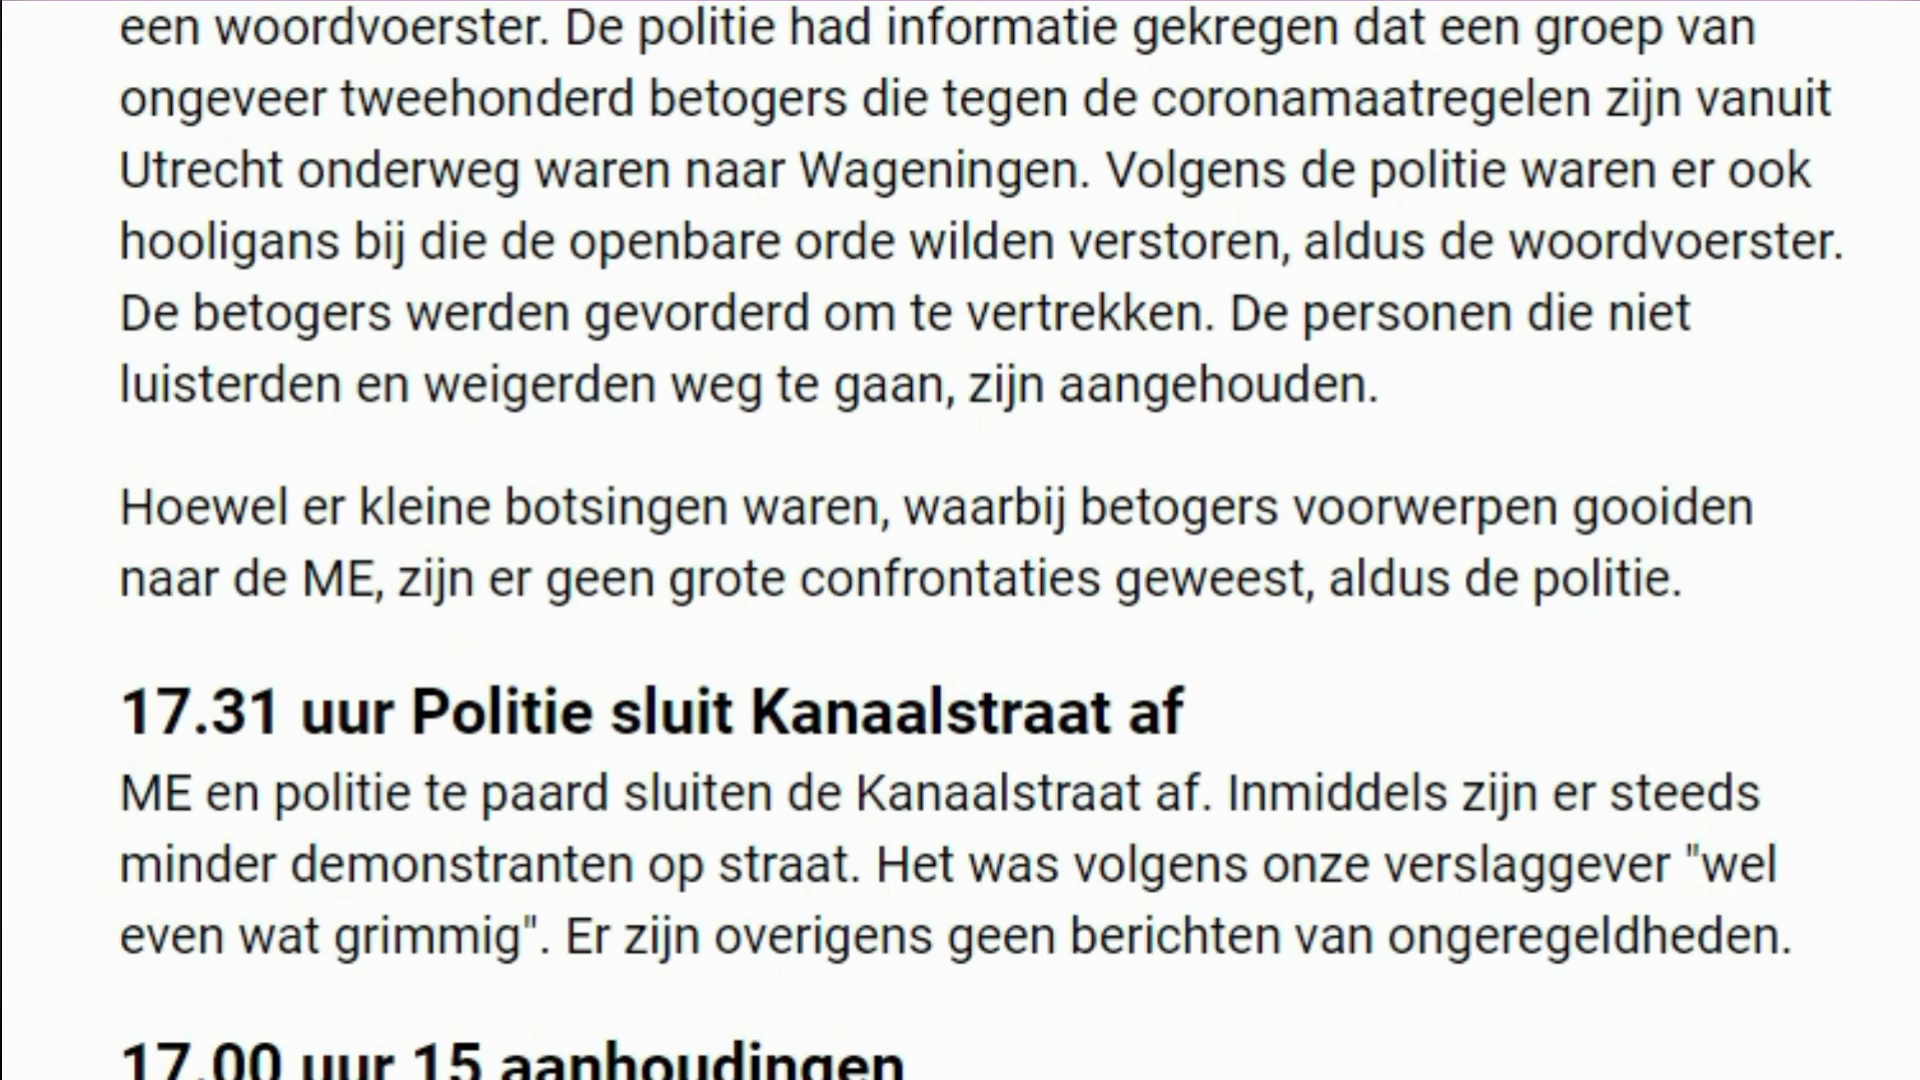 een woordvoerster. De politie had informatie gekregen dat een groep van
ongeveer tweehonderd betogers die tegen de coronamaatregelen zijn vanuit
Utrecht onderweg waren naar Wageningen. Volgens de politie waren er ook
hooligans bij die de openbare orde wilden verstoren, aldus de woordvoerster.
De betogers werden gevorderd om te vertrekken. De personen die niet
luisterden en weigerden weg te gaan, zijn aangehouden.
Hoewel er kleine botsingen waren, waarbij betogers voorwerpen gooiden
naar de ME, zijn er geen grote confrontaties geweest, aldus de politie.
17.31 uur Politie sluit Kanaalstraat af
ME en politie te paard sluiten de Kanaalstraat af. Inmiddels zijn er steeds
minder demonstranten op straat. Het was volgens onze verslaggever "wel
even wat grimmig". Er zijn overigens geen berichten van ongeregeldheden.
17.00 uur 15 aanhoudingen